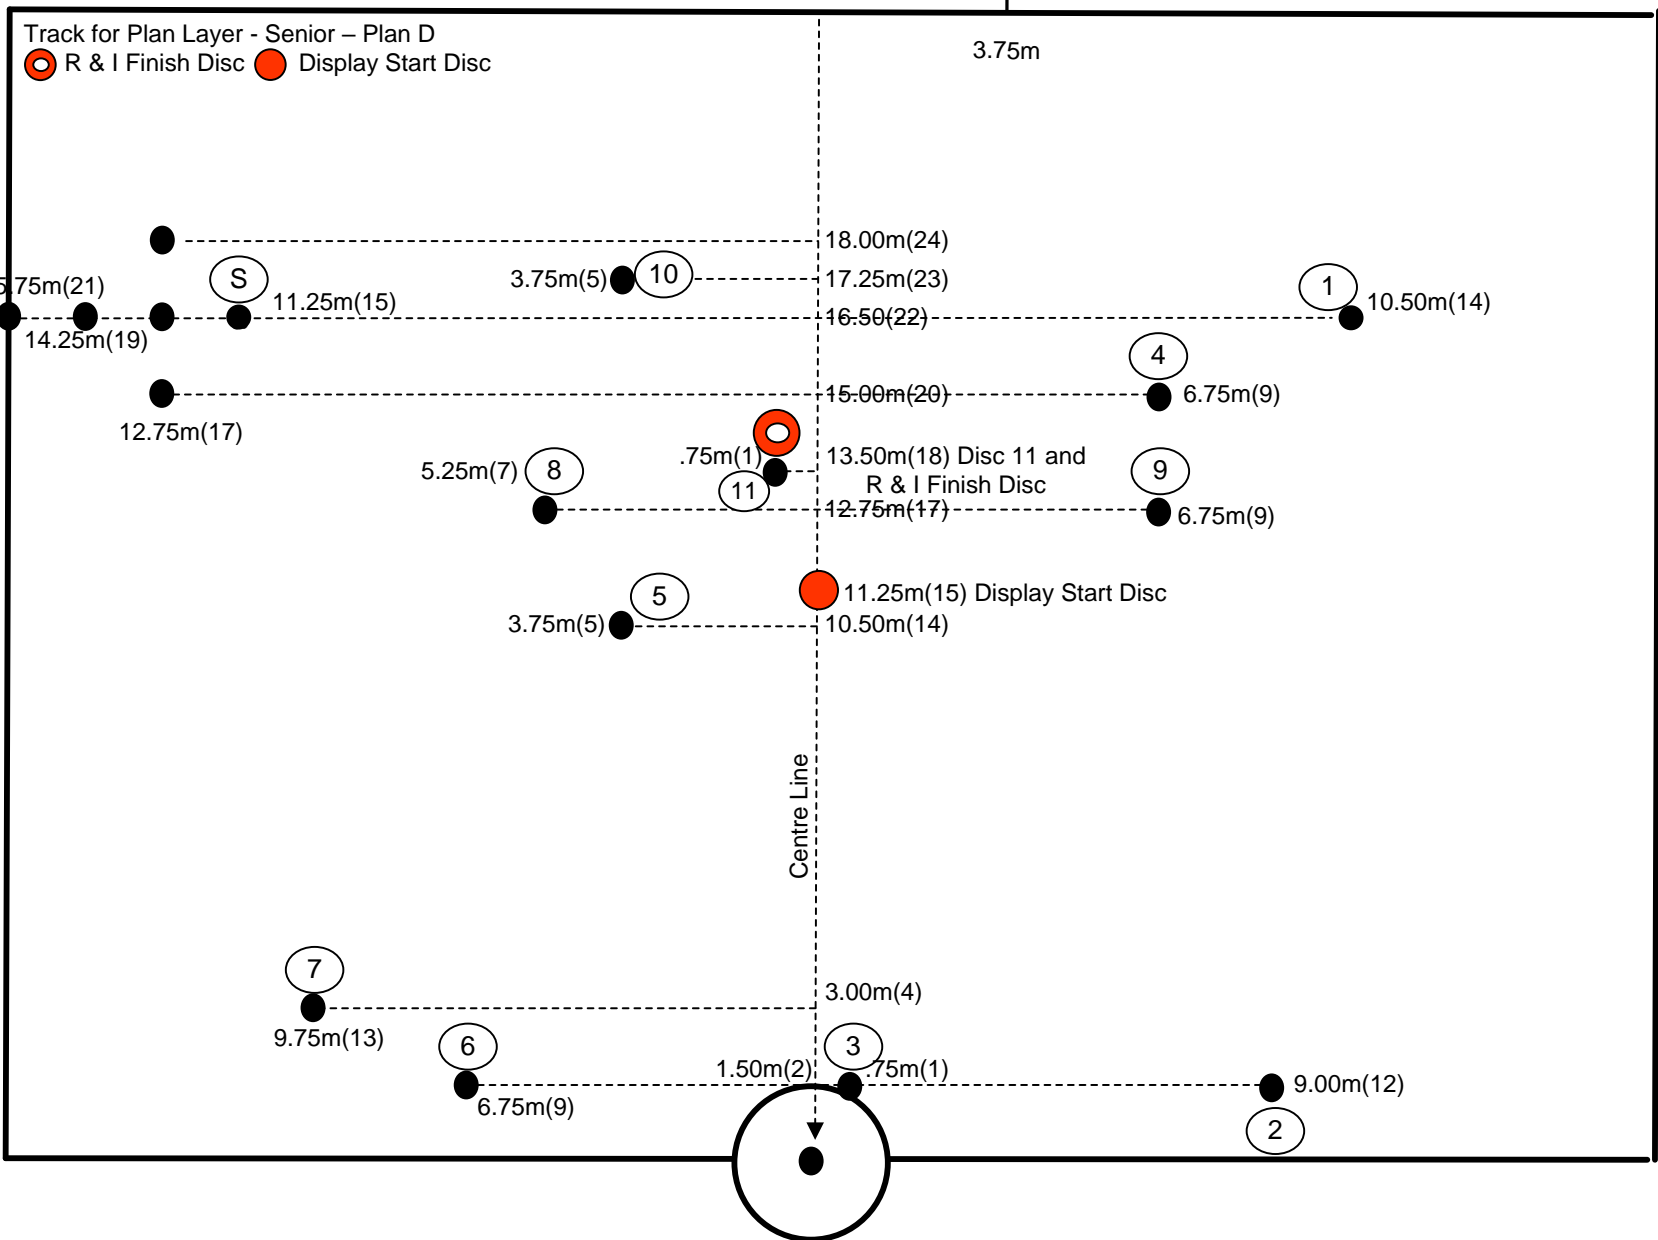 Track for Plan Layer - Senior – Plan D
R & I Finish Disc Display Start Disc
3.75m
18.00m(24)
3.75m(5) 10 17.25m(23)
5.75m(21) S 11.25m(15) 1 10.50m(14)
16.50(22)
14.25m(19)
4
15.00m(20) 6.75m(9)
12.75m(17)
.75m(1) 13.50m(18) Disc 11 and
R & I Finish Disc
5.25m(7) 8 11 9
12.75m(17) 6.75m(9)
5 11.25m(15) Display Start Disc
3.75m(5) 10.50m(14)
Centre Line
7
3.00m(4)
9.75m(13)
6 3
1.50m(2) .75m(1) 9.00m(12)
6.75m(9)
2